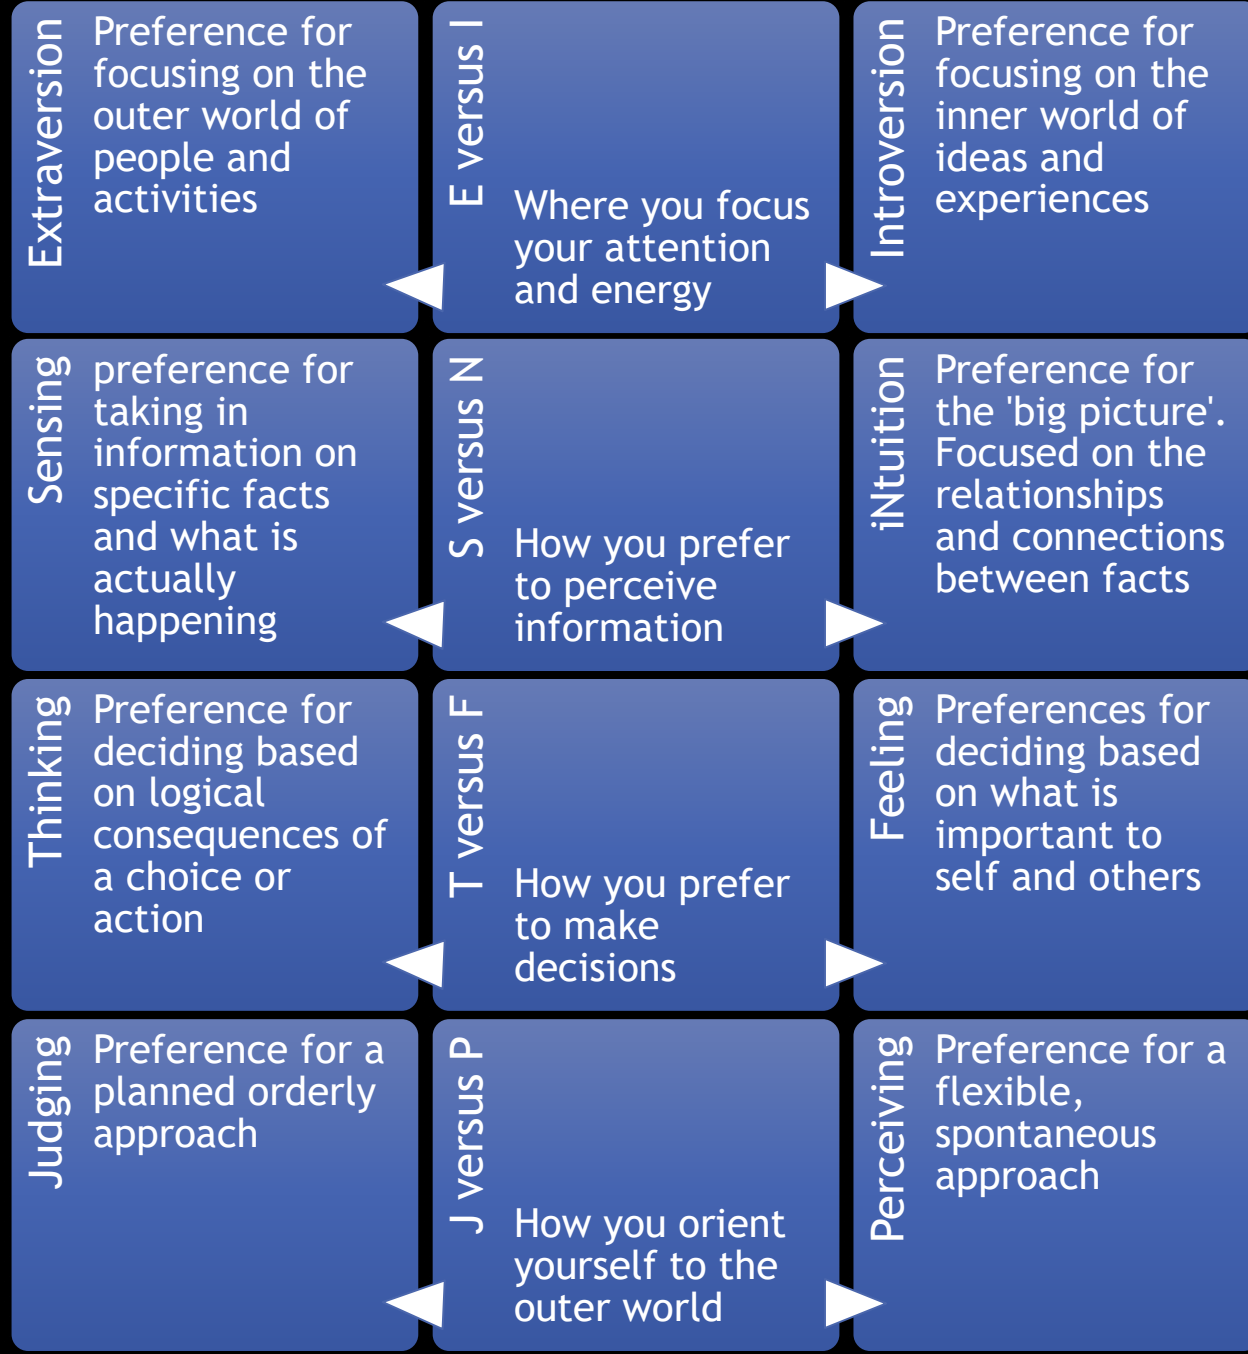 Extraversion
Preference for
focusing on the
outer world of
people and
activities
E versus I
Where you focus
your attention
and energy
Introversion
Preference for
focusing on the
inner world of
ideas and
experiences
Sensing
preference for
taking in
information on
specific facts
and what is
actually
happening
S versus N
How you prefer
to perceive
information
iNtuition
Preference for
the 'big picture'.
Focused on the
relationships
and connections
between facts
Thinking
Preference for
deciding based
on logical
consequences of
a choice or
action
T versus F
How you prefer
to make
decisions
Feeling
Preferences for
deciding based
on what is
important to
self and others
Judging
Preference for a
planned orderly
approach
J versus P
How you orient
yourself to the
outer world
Perceiving
Preference for a
flexible,
spontaneous
approach